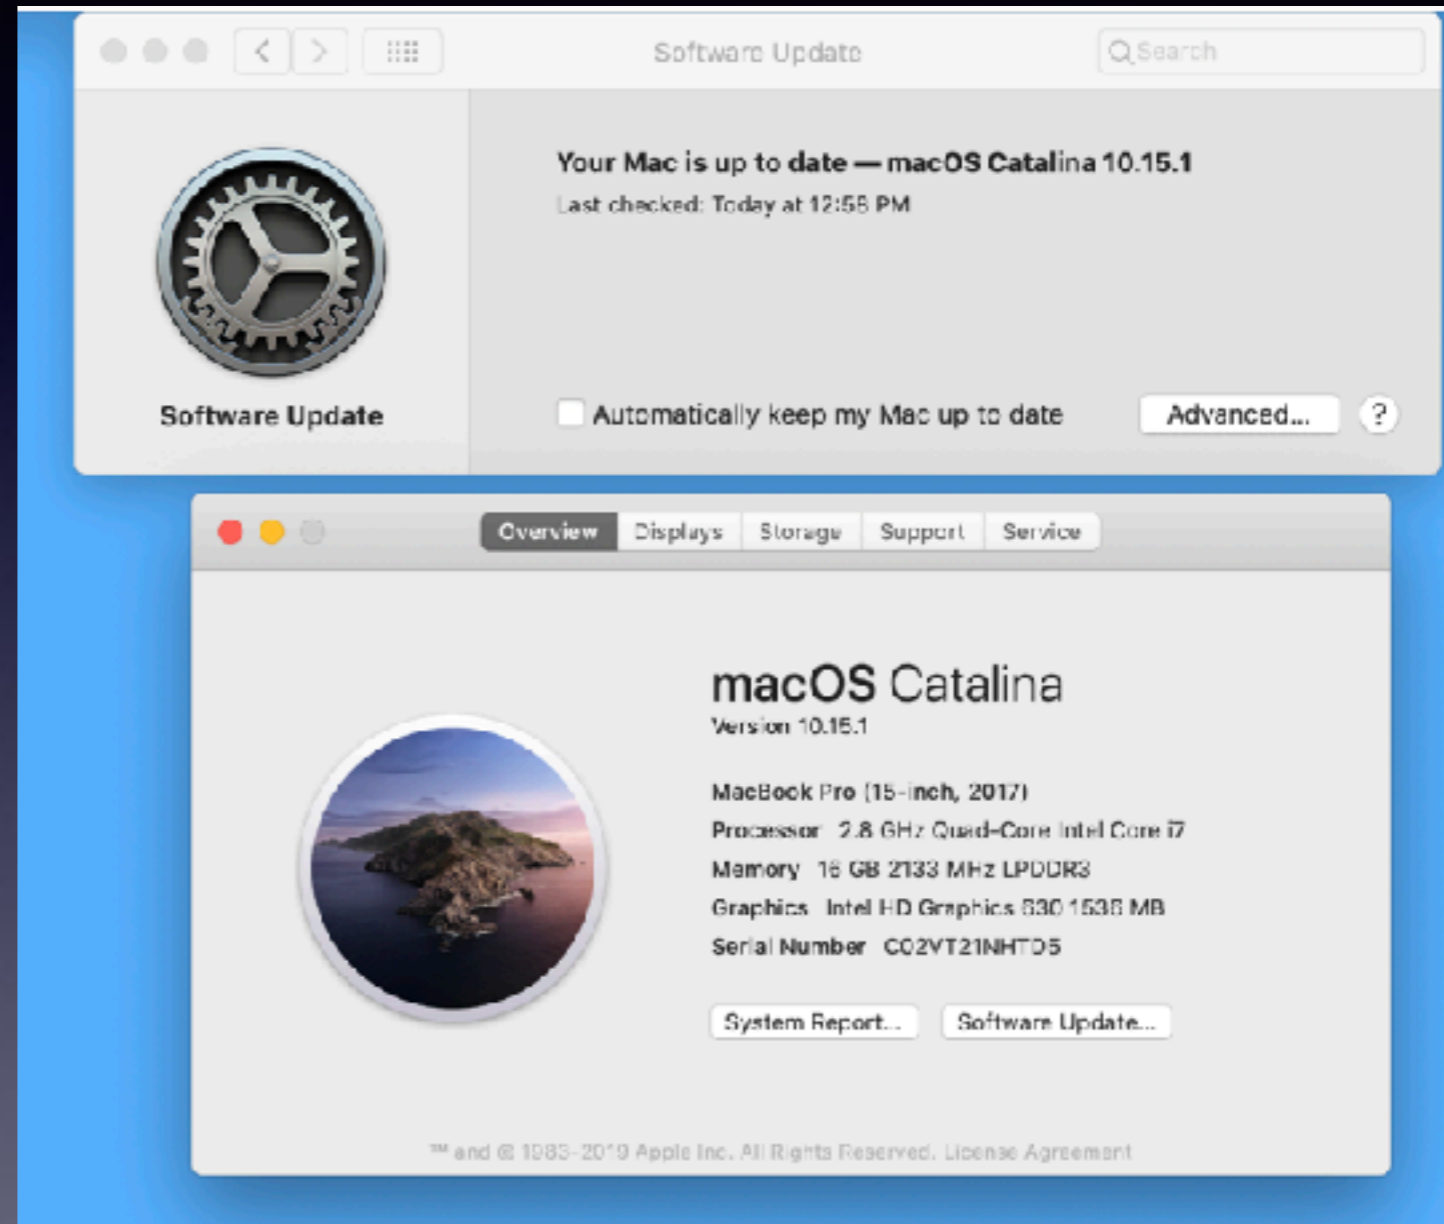 Software Update
Search
Your Mac is up to date — macOS Catalina 10.15.1
Last checked: Today at 12:58 PM
Software Update
Automatically keep my Mac up to date
Advanced...
?
Overview Displays Storage Support Service
macOS Catalina
Version 10.15.1
MacBook Pro (15-inch, 2017)
Processor 2.8 GHz Quad-Core Intel Core i7
Memory 16 GB 2133 MHz LPDDR3
Graphics Intel HD Graphics 630 1536 MB
Serial Number C02VT21NHTD5
System Report...
Software Update...
™ and © 1983-2019 Apple Inc. All Rights Reserved. License Agreement